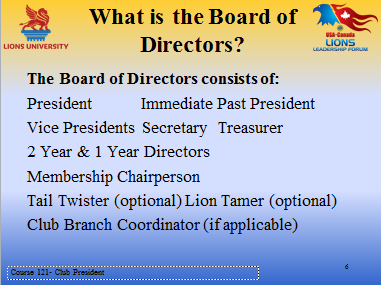 What is the Board of
Directors?
LIONS UNIVERSITY
USA-Canada
LIONS
LEADERSHIP FORUM
The Board of Directors consists of:
President Immediate Past President
Vice Presidents Secretary Treasurer
2 Year & 1 Year Directors
Membership Chairperson
Tail Twister (optional) Lion Tamer (optional)
Club Branch Coordinator (if applicable)
Course 121- Club President
6